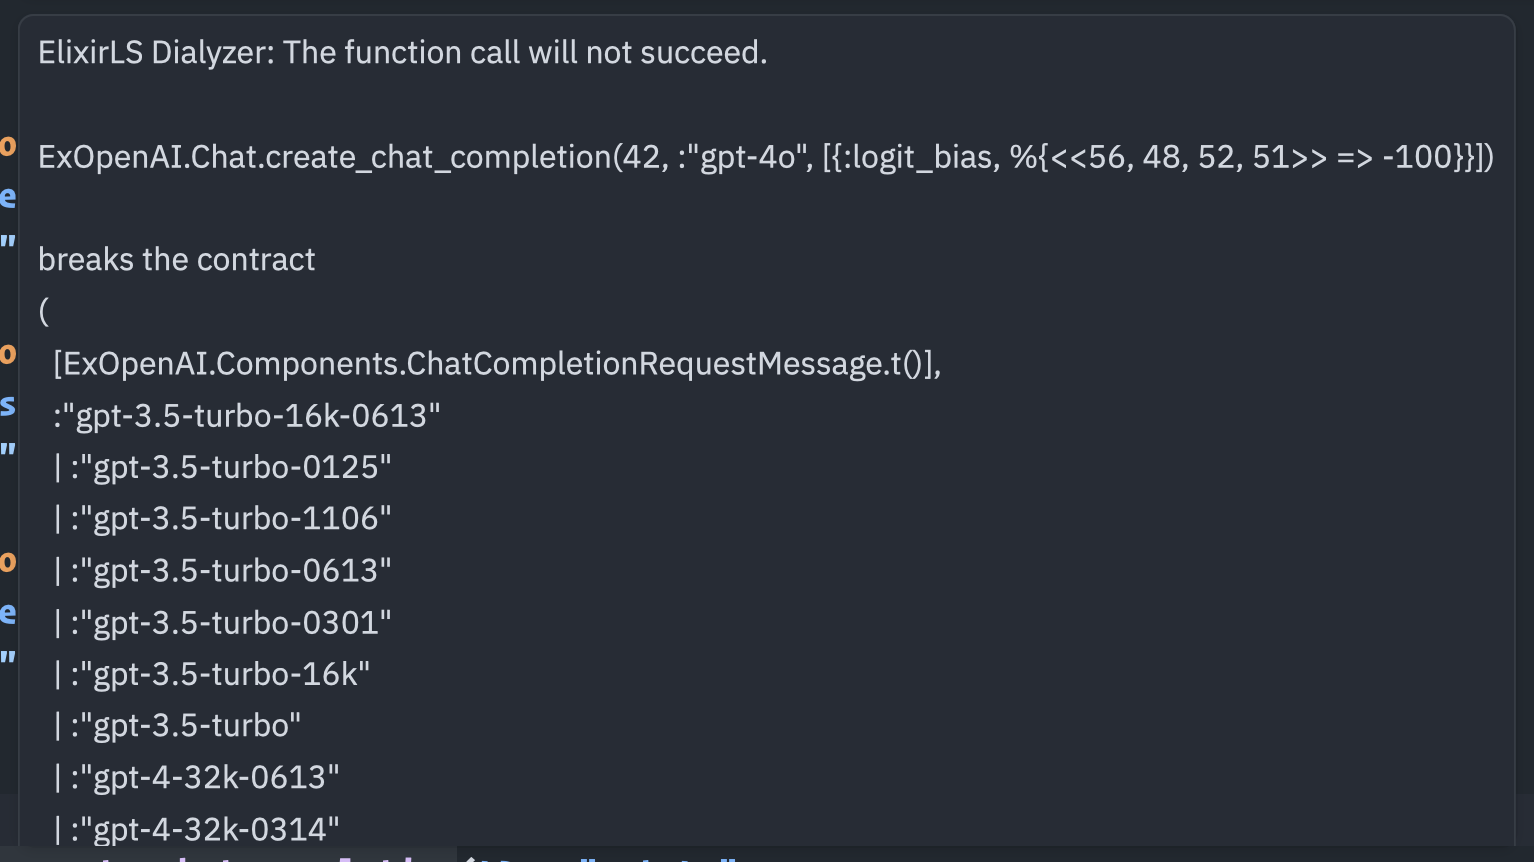 ElixirLS Dialyzer: The function call will not succeed.
o
ExOpenAI.Chat.create_chat_completion(42, :"gpt-4o", [{:logit_bias, %{<<56, 48, 52, 51>> => -100}}])
e
"
breaks the contract
(
o
[ExOpenAI.Components.ChatCompletionRequestMessage.t()],
s
:"gpt-3.5-turbo-16k-0613"
"
| :"gpt-3.5-turbo-0125"
| :"gpt-3.5-turbo-1106"
o
| :"gpt-3.5-turbo-0613"
e
| :"gpt-3.5-turbo-0301"
"
| :"gpt-3.5-turbo-16k"
| :"gpt-3.5-turbo"
| :"gpt-4-32k-0613"
| :"gpt-4-32k-0314"